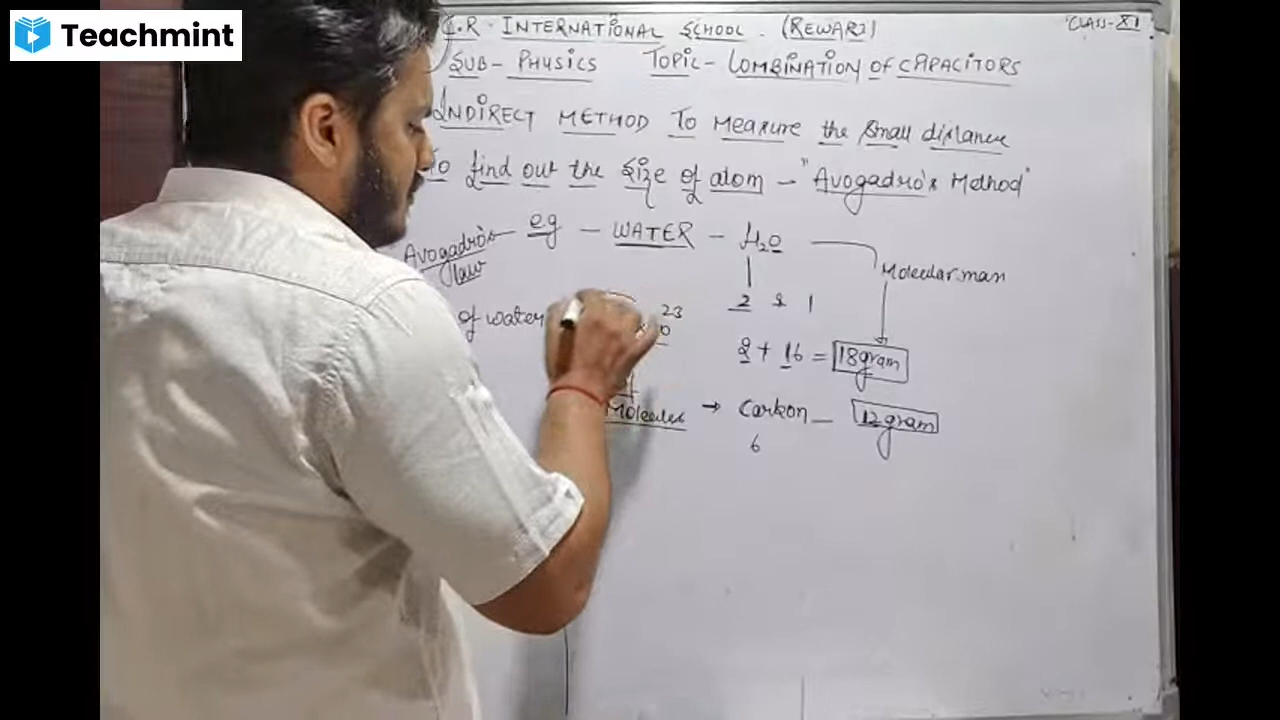 Teachmint
C.R - INTERNATIONAL SCHOOL . (REWARI) CLASS-XI
SUB - PHYSICS TOPIC - COMBINATION OF CAPACITORS
INDIRECT METHOD TO MEASURE the small distance
To find out the size of atom - "Avogadro's Method"
Avogadro's law
eg - WATER - H₂O
Molecular mass
of water
23
2 & 1
2 + 16 = 18gram
Molecules → Carbon - 12gram
6